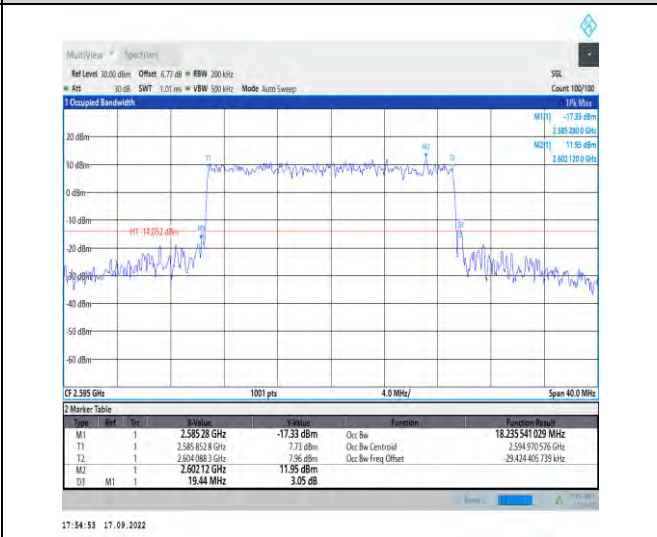 MultiView Spectrum
Ref Level 30.00 dBm Offset 6.77 dB RBW 200 kHz SGL
Att 30 dB SWT 1.01 ms VBW 500 kHz Mode Auto Sweep Count 100/100
1 Occupied Bandwidth 1Pk Max
M1[1] -17.33 dBm
2.585 280 0 GHz
M2[1] 11.95 dBm
2.602 120 0 GHz
20 dBm
M2
T1 T2
10 dBm
0 dBm
-10 dBm
H1 -14.052 dBm M1 D3
-20 dBm
-30 dBm
-40 dBm
-50 dBm
-60 dBm
CF 2.595 GHz 1001 pts 4.0 MHz/ Span 40.0 MHz
2 Marker Table
Type Ref Trc X-Value Y-Value Function Function Result
M1 1 2.585 28 GHz -17.33 dBm Occ Bw 18.235 541 029 MHz
T1 1 2.585 852 8 GHz 7.73 dBm Occ Bw Centroid 2.594 970 576 GHz
T2 1 2.604 088 3 GHz 7.96 dBm Occ Bw Freq Offset -29.424 405 739 kHz
M2 1 2.602 12 GHz 11.95 dBm
D3 M1 1 19.44 MHz 3.05 dB
17:54:53 17.09.2022